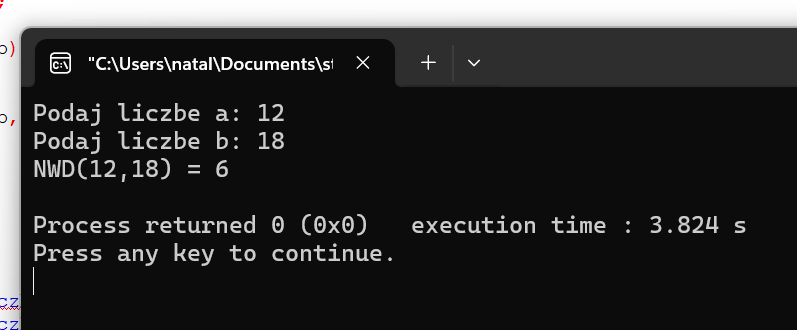 "C:\Users\natal\Documents\st
Podaj liczbe a: 12
Podaj liczbe b: 18
NWD(12,18) = 6
Process returned 0 (0x0)   execution time : 3.824 s
Press any key to continue.